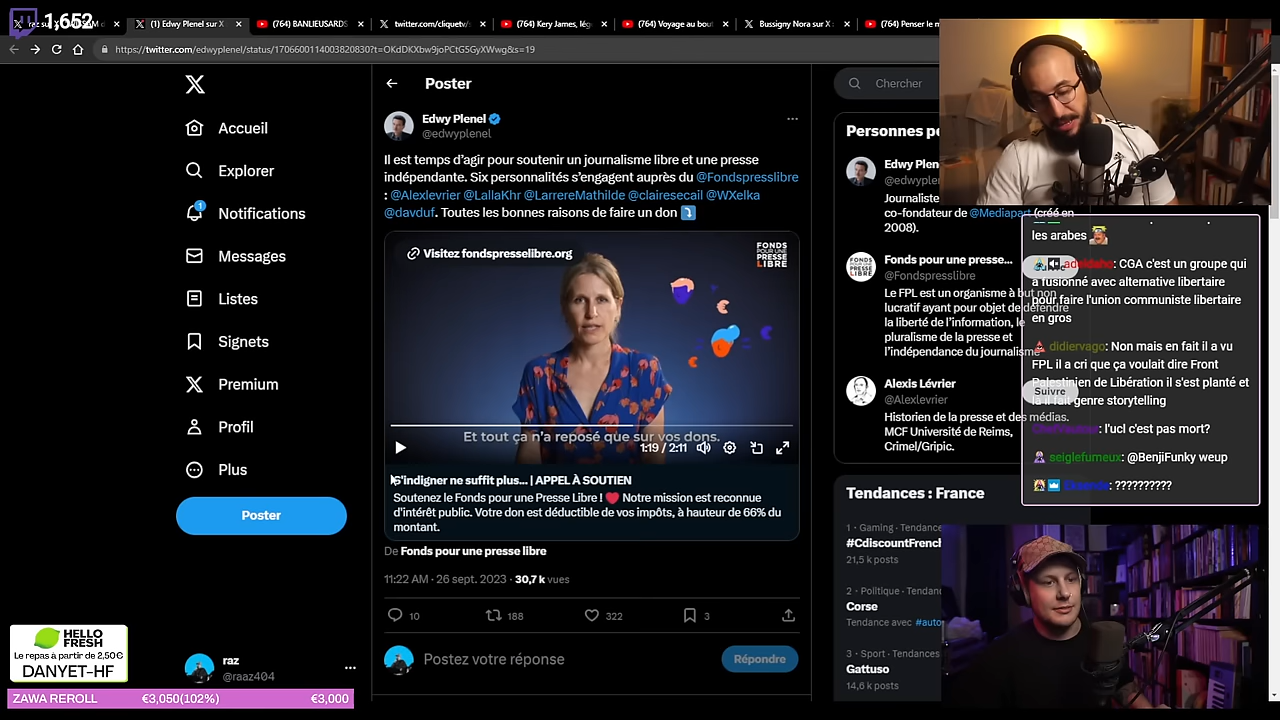 1,652
(1) Edwy Plenel sur X
(764) BANLIEUSARDS
twitter.com/cliquetv/s
(764) Kery James, lég
(764) Voyage au bout
Bussigny Nora sur X
(764) Penser le m
https://twitter.com/edwyplenel/status/1706600114003820830?t=OKdDKXbw9joPCtG5GyXWwg&s=19
Accueil
Explorer
1
Notifications
Messages
Listes
Signets
Premium
Profil
Plus
Poster
raz
@raaz404
HELLO
FRESH
Le repas à partir de 2,50€
DANYET-HF
ZAWA REROLL €3,050(102%) €3,000
Poster
Edwy Plenel
@edwyplenel
Il est temps d’agir pour soutenir un journalisme libre et une presse
indépendante. Six personnalités s’engagent auprès du @Fondspresslibre
: @Alexlevrier @LallaKhr @LarrereMathilde @clairesecail @WXelka
@davduf. Toutes les bonnes raisons de faire un don
Visitez fondspresselibre.org
FONDS
POUR UNE
PRESSE
LIBRE
Et tout ça n’a reposé que sur vos dons.
1:19 / 2:11
S'indigner ne suffit plus... | APPEL À SOUTIEN
Soutenez le Fonds pour une Presse Libre ! Notre mission est reconnue
d’intérêt public. Votre don est déductible de vos impôts, à hauteur de 66% du
montant.
De Fonds pour une presse libre
11:22 AM · 26 sept. 2023 · 30,7 k vues
10
188
322
3
Postez votre réponse
Répondre
Chercher
Personnes
Edwy Plen
@edwyplen
Journaliste
co-fondateur de @Mediapart (créé en
2008).
Fonds pour une presse...
@Fondspresslibre
Le FPL est un organisme à but non
lucratif ayant pour objet de défendre
la liberté de l’information, le
pluralisme de la presse et
l’indépendance du journalisme
Alexis Lévrier
@Alexlevrier
Historien de la presse et des médias.
MCF Université de Reims,
Crimel/Gripic.
Suivre
Tendances : France
1 · Gaming · Tendance
#CdiscountFrench
21,5 k posts
2 · Politique · Tendan
Corse
Tendance avec #auto
3 · Sport · Tendances
Gattuso
14,6 k posts
les arabes
CGA c'est un groupe qui
a fusionné avec alternative libertaire
pour faire l'union communiste libertaire
en gros
didiervago: Non mais en fait il a vu
FPL il a cri que ça voulait dire Front
Palestinien de Libération il s'est planté et
la il fait genre storytelling
l'ucl c'est pas mort?
seiglefumeux: @BenjiFunky weup
??????????